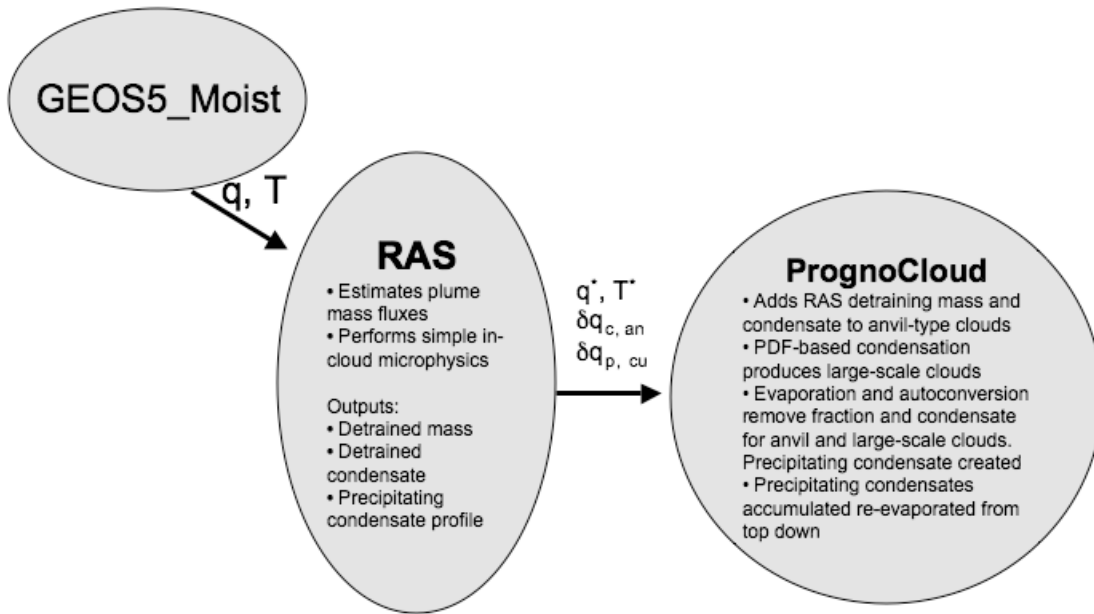 GEOS5_Moist
q, T
RAS
• Estimates plume
mass fluxes
• Performs simple in-
cloud microphysics
Outputs:
• Detrained mass
• Detrained
condensate
• Precipitating
condensate profile
q*, T*
δqc, an
δqp, cu
PrognoCloud
• Adds RAS detraining mass and
condensate to anvil-type clouds
• PDF-based condensation
produces large-scale clouds
• Evaporation and autoconversion
remove fraction and condensate
for anvil and large-scale clouds.
Precipitating condensate created
• Precipitating condensates
accumulated re-evaporated from
top down